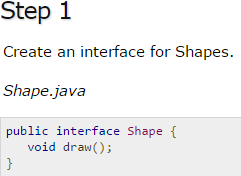 Step 1
Create an interface for Shapes.
Shape.java
public interface Shape {
   void draw();
}